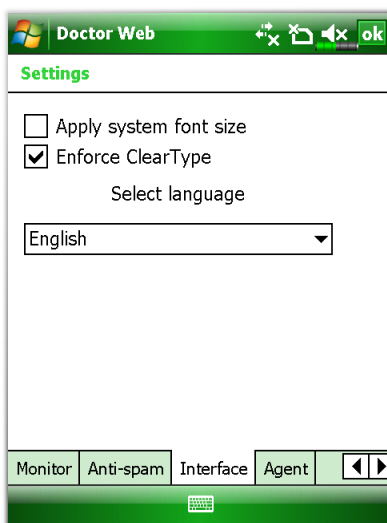 Doctor Web
ok
Settings
Apply system font size
Enforce ClearType
Select language
English
Monitor Anti-spam Interface Agent